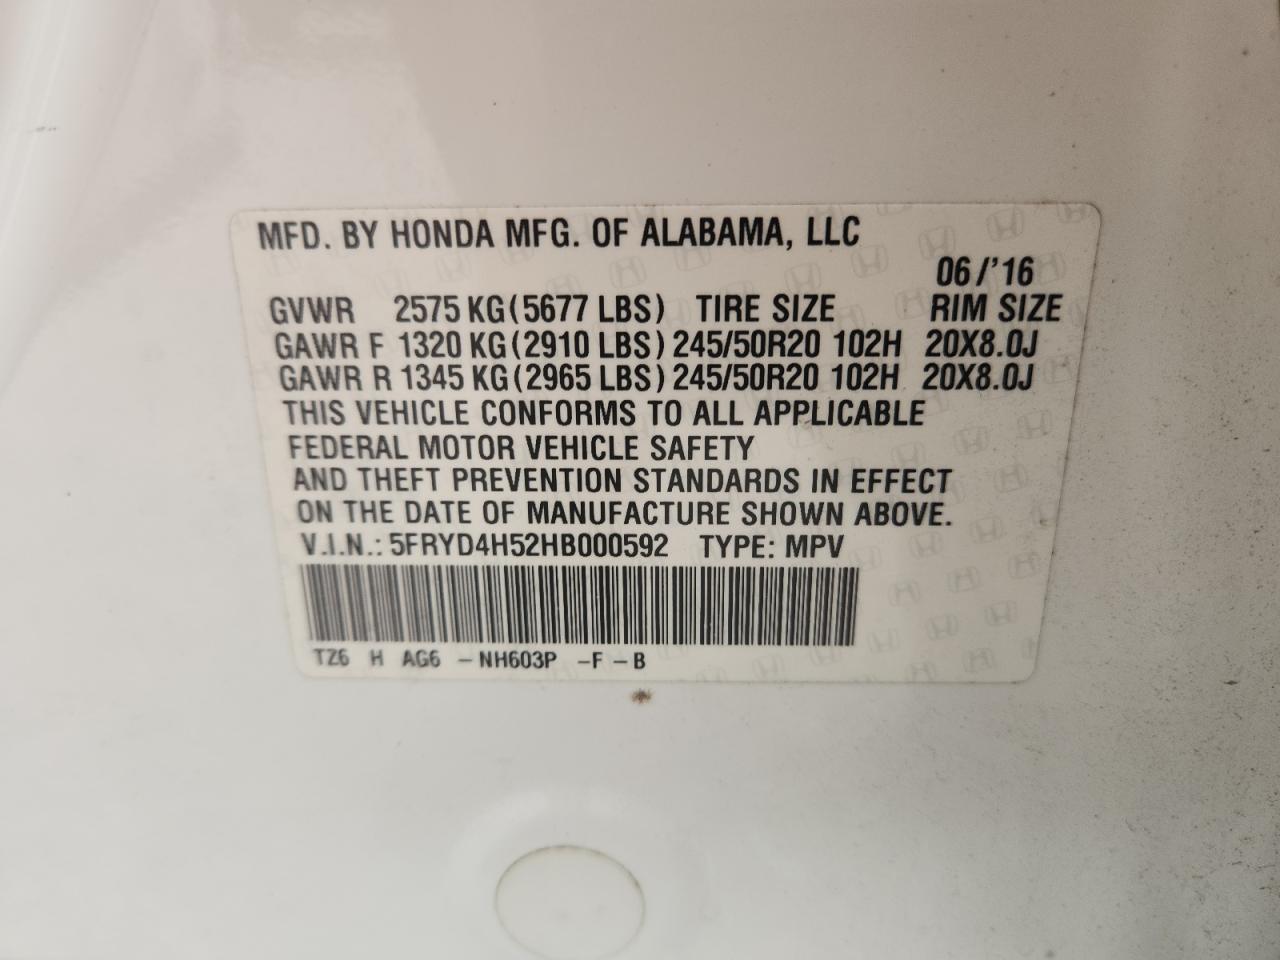 MFD. BY HONDA MFG. OF ALABAMA, LLC
06/'16
GVWR 2575 KG(5677 LBS) TIRE SIZE RIM SIZE
GAWR F 1320 KG(2910 LBS) 245/50R20 102H 20X8.0J
GAWR R 1345 KG(2965 LBS) 245/50R20 102H 20X8.0J
THIS VEHICLE CONFORMS TO ALL APPLICABLE
FEDERAL MOTOR VEHICLE SAFETY
AND THEFT PREVENTION STANDARDS IN EFFECT
ON THE DATE OF MANUFACTURE SHOWN ABOVE.
V.I.N.: 5FRYD4H52HB000592 TYPE: MPV
TZ6 H AG6 -NH603P -F -B